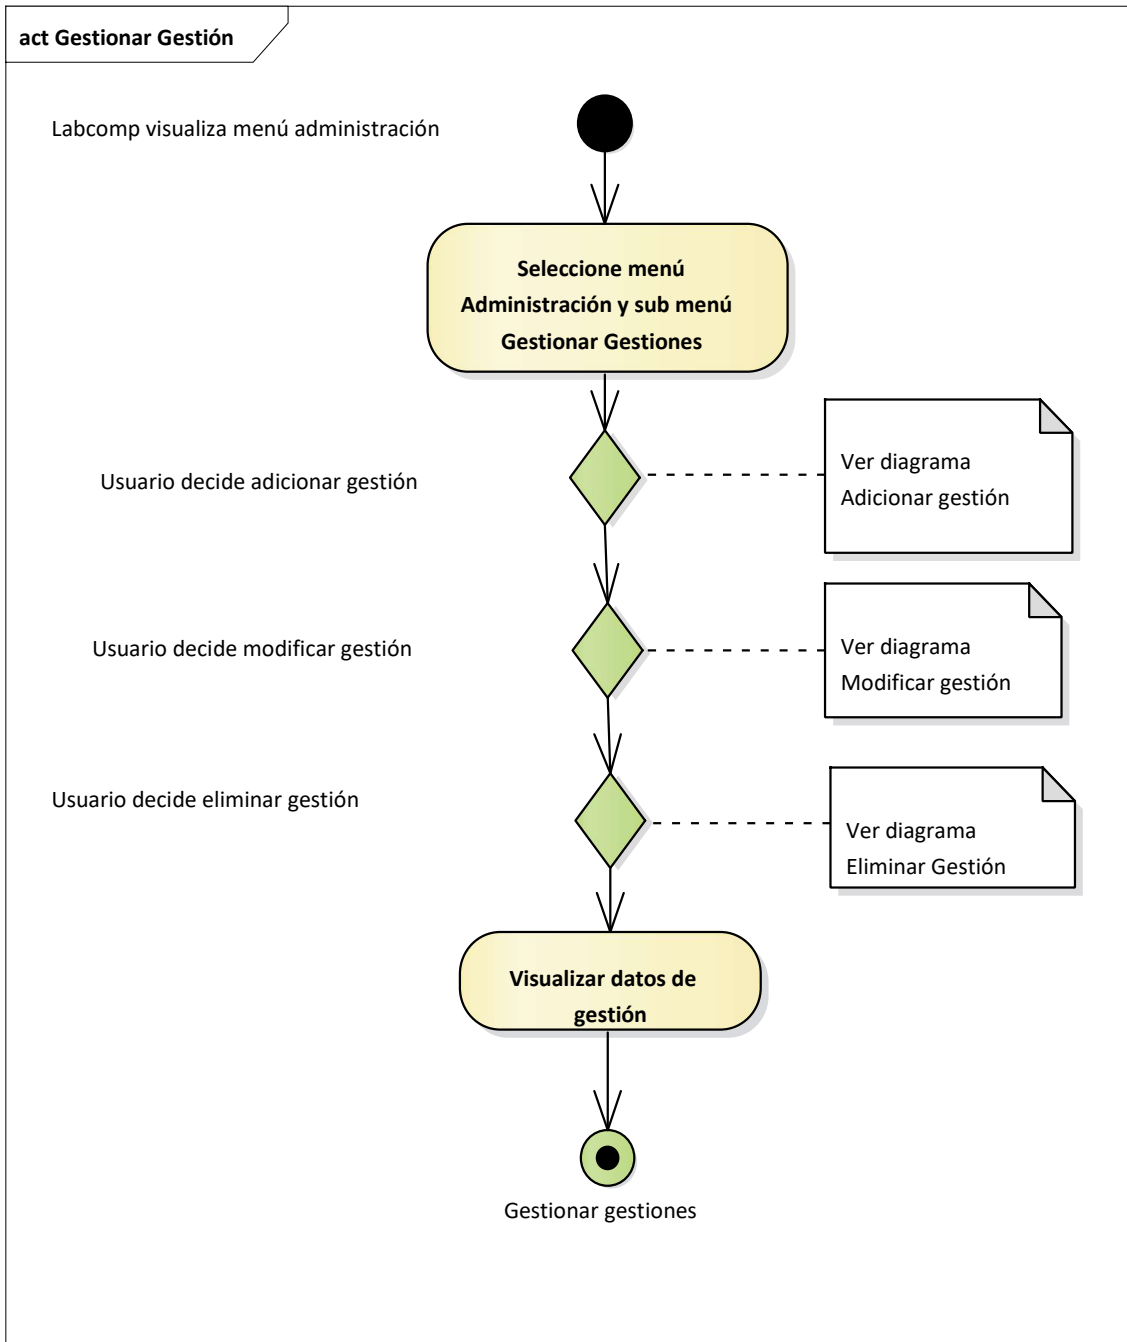 act Gestionar Gestión
Labcomp visualiza menú administración
Seleccione menú
Administración y sub menú
Gestionar Gestiones
Usuario decide adicionar gestión
Ver diagrama
Adicionar gestión
Usuario decide modificar gestión
Ver diagrama
Modificar gestión
Usuario decide eliminar gestión
Ver diagrama
Eliminar Gestión
Visualizar datos de
gestión
Gestionar gestiones